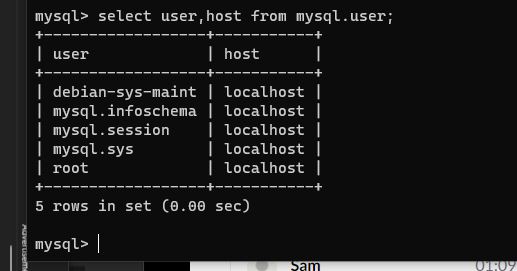 mysql> select user,host from mysql.user;
+------------------+-----------+
| user             | host      |
+------------------+-----------+
| debian-sys-maint | localhost |
| mysql.infoschema | localhost |
| mysql.session    | localhost |
| mysql.sys        | localhost |
| root             | localhost |
+------------------+-----------+
5 rows in set (0.00 sec)
mysql>
Sam 01:09